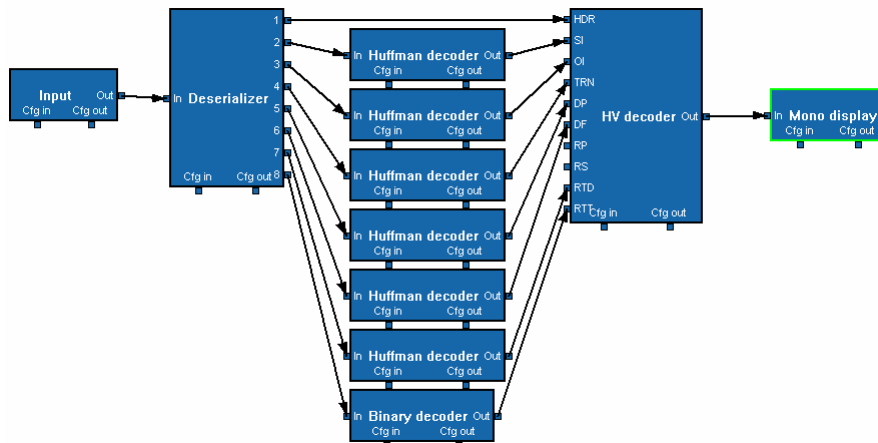 Out
Input
Cfg in Cfg out
1
2
3
4
5
6
7
8
In Deserializer
Cfg in Cfg out
In Huffman decoder Out
Cfg in Cfg out
In Huffman decoder Out
Cfg in Cfg out
In Huffman decoder Out
Cfg in Cfg out
In Huffman decoder Out
Cfg in Cfg out
In Huffman decoder Out
Cfg in Cfg out
In Huffman decoder Out
Cfg in Cfg out
In Binary decoder Out
Cfg in Cfg out
HDR
SI
OI
TRN
DP
DF
RP
RS
RTD
RTT
HV decoder Out
Cfg in Cfg out
In Mono display
Cfg in Cfg out